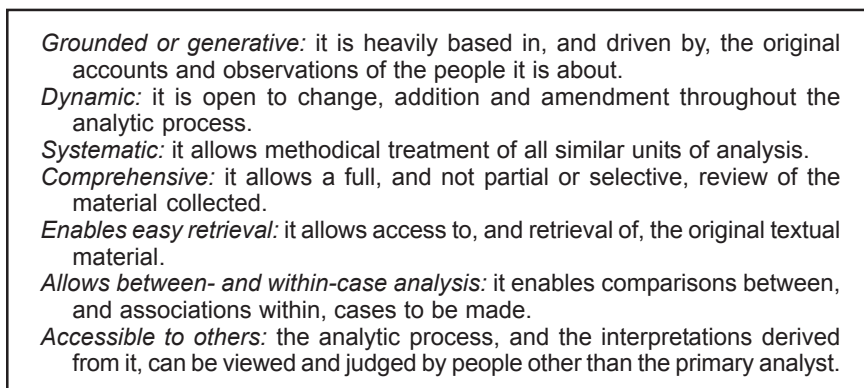 Grounded or generative: it is heavily based in, and driven by, the original
accounts and observations of the people it is about.
Dynamic: it is open to change, addition and amendment throughout the
analytic process.
Systematic: it allows methodical treatment of all similar units of analysis.
Comprehensive: it allows a full, and not partial or selective, review of the
material collected.
Enables easy retrieval: it allows access to, and retrieval of, the original textual
material.
Allows between- and within-case analysis: it enables comparisons between,
and associations within, cases to be made.
Accessible to others: the analytic process, and the interpretations derived
from it, can be viewed and judged by people other than the primary analyst.